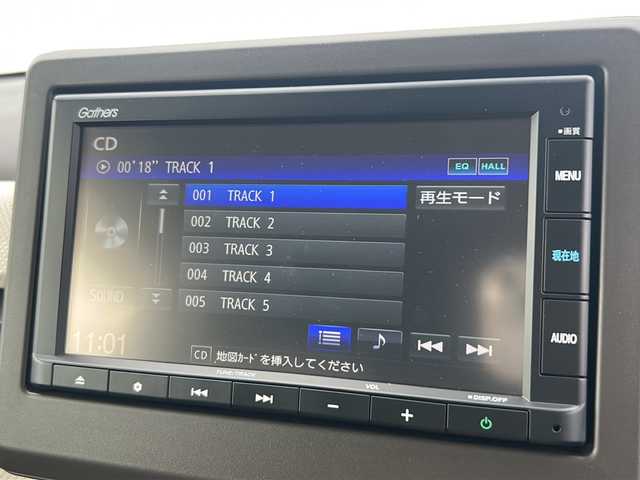 Gathers
■画質
CD
00'18" TRACK 1
EQ HALL
001 TRACK 1
再生モード
MENU
002 TRACK 2
003 TRACK 3
現在地
004 TRACK 4
SOUND
005 TRACK 5
AUDIO
11:01
CD 地図ｶｰﾄﾞを挿入してください
TUNE/TRACK
VOL
■DISP.OFF